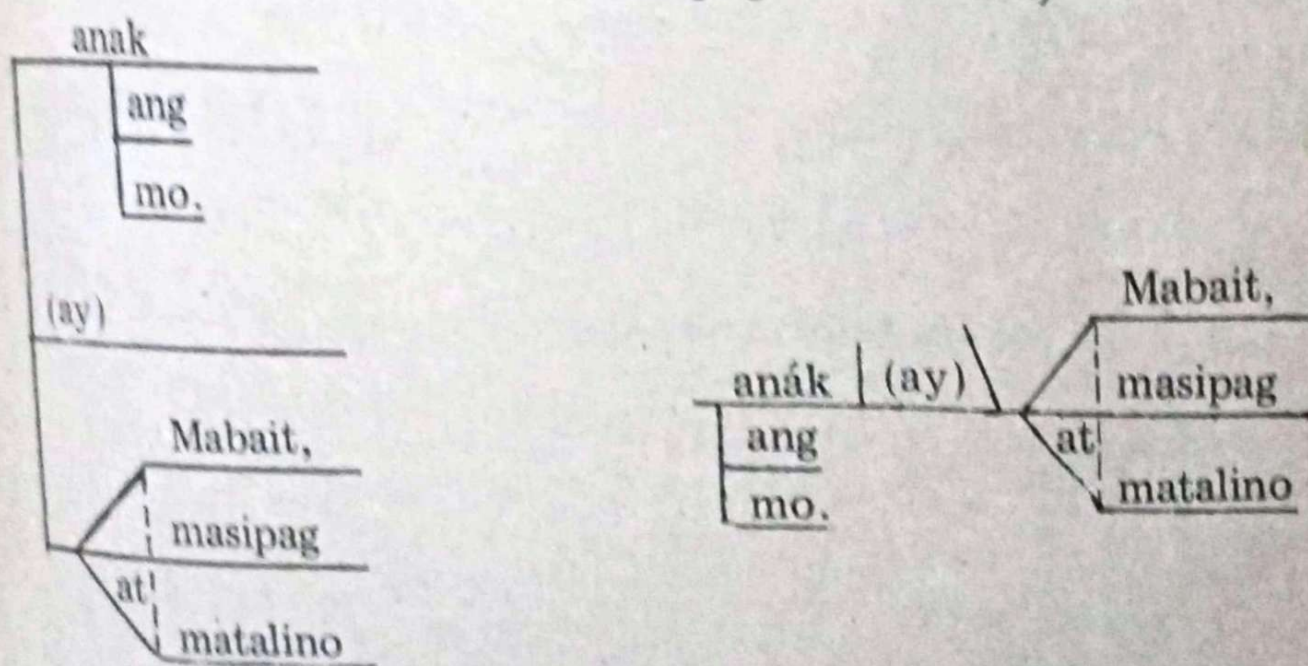 anak
ang
mo.
(ay)
Mabait,
masipag
at
matalino
anák (ay)
ang
mo.
Mabait,
masipag
at
matalino